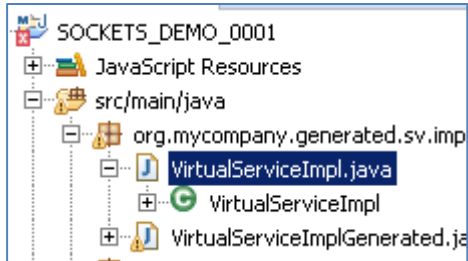 SOCKETS_DEMO_0001
JavaScript Resources
src/main/java
org.mycompany.generated.sv.imp
VirtualServiceImpl.java
VirtualServiceImpl
VirtualServiceImplGenerated.ja